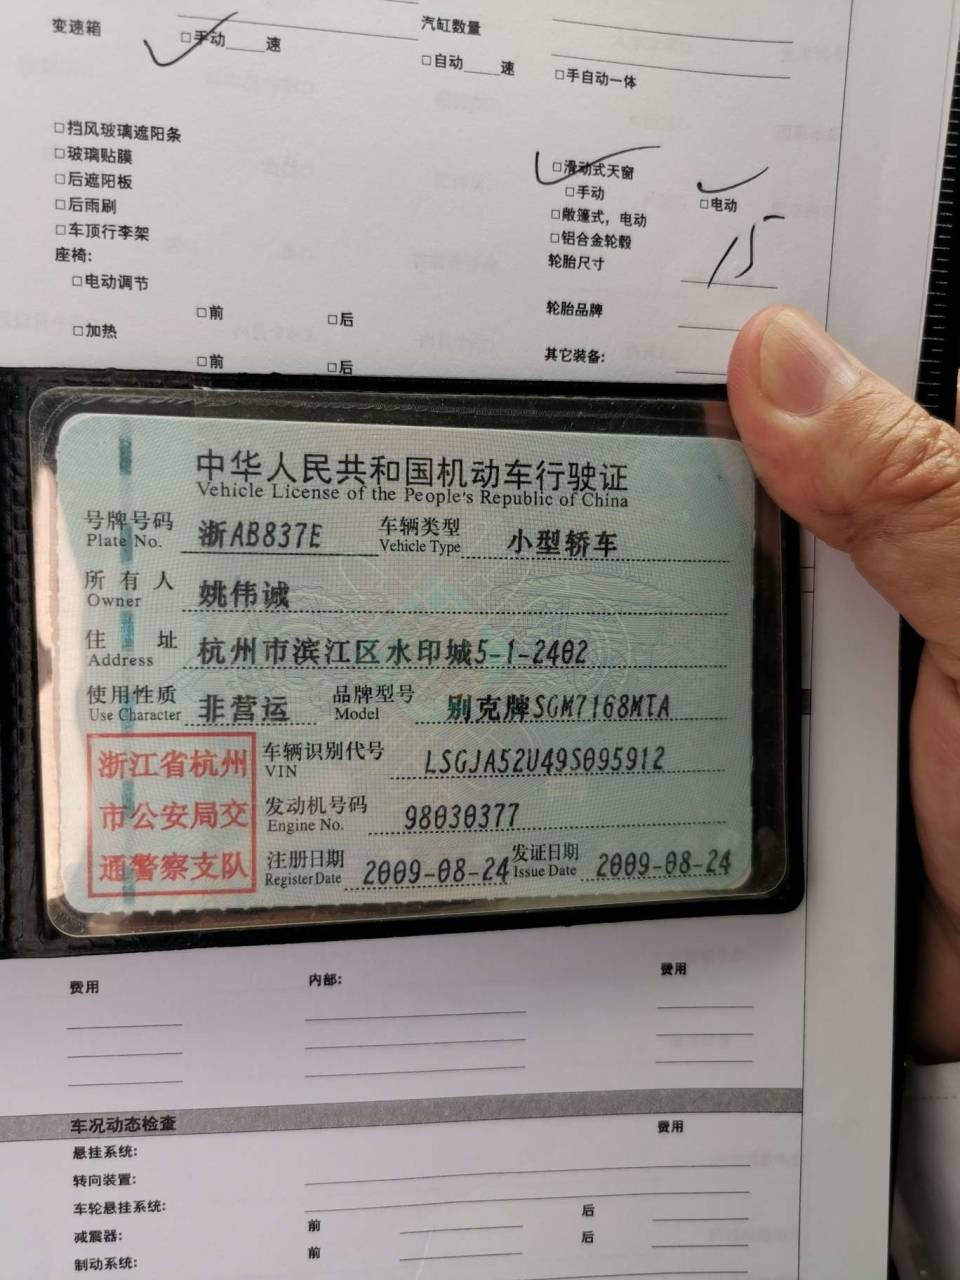 变速箱 □手动____速 汽缸数量
□自动____速 □手自动一体
□挡风玻璃遮阳条
□玻璃贴膜 □滑动式天窗
□后遮阳板 □手动 □电动
□后雨刷 □敞篷式，电动
□车顶行李架 □铝合金轮毂
座椅: 轮胎尺寸 15
□电动调节
□前 □后 轮胎品牌
□加热
□前 □后 其它装备:
中华人民共和国机动车行驶证
Vehicle License of the People's Republic of China
号牌号码 浙AB837E 车辆类型 小型轿车
Plate No. Vehicle Type
所有人 姚伟诚
Owner
住址 杭州市滨江区水印城5-1-2402
Address
使用性质 非营运 品牌型号 别克牌SGM7168MTA
Use Character Model
浙江省杭州
市公安局交
通警察支队
车辆识别代号 LSGJA52U49S095912
VIN
发动机号码 98030377
Engine No.
注册日期 2009-08-24 发证日期 2009-08-24
Register Date Issue Date
费用 内部: 费用
车况动态检查 费用
悬挂系统:
转向装置:
车轮悬挂系统:
减震器: 前 后
制动系统: 前 后